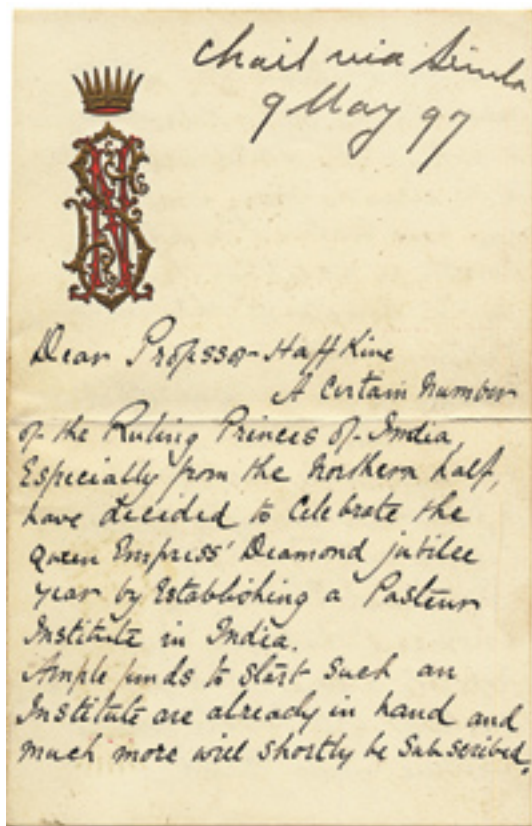 Chail via Simla
9 May 97
Dear Professor Haffkine
A Certain Number
of the Ruling Princes of India,
Especially from the Northern half,
have decided to Celebrate the
Queen Empress' Diamond jubilee
year by Establishing a Pasteur
Institute in India.
Ample funds to start such an
Institute are already in hand and
much more will shortly be Subscribed,